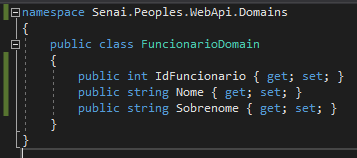 namespace Senai.Peoples.WebApi.Domains
{
public class FuncionarioDomain
{
public int IdFuncionario { get; set; }
public string Nome { get; set; }
public string Sobrenome { get; set; }
}
}